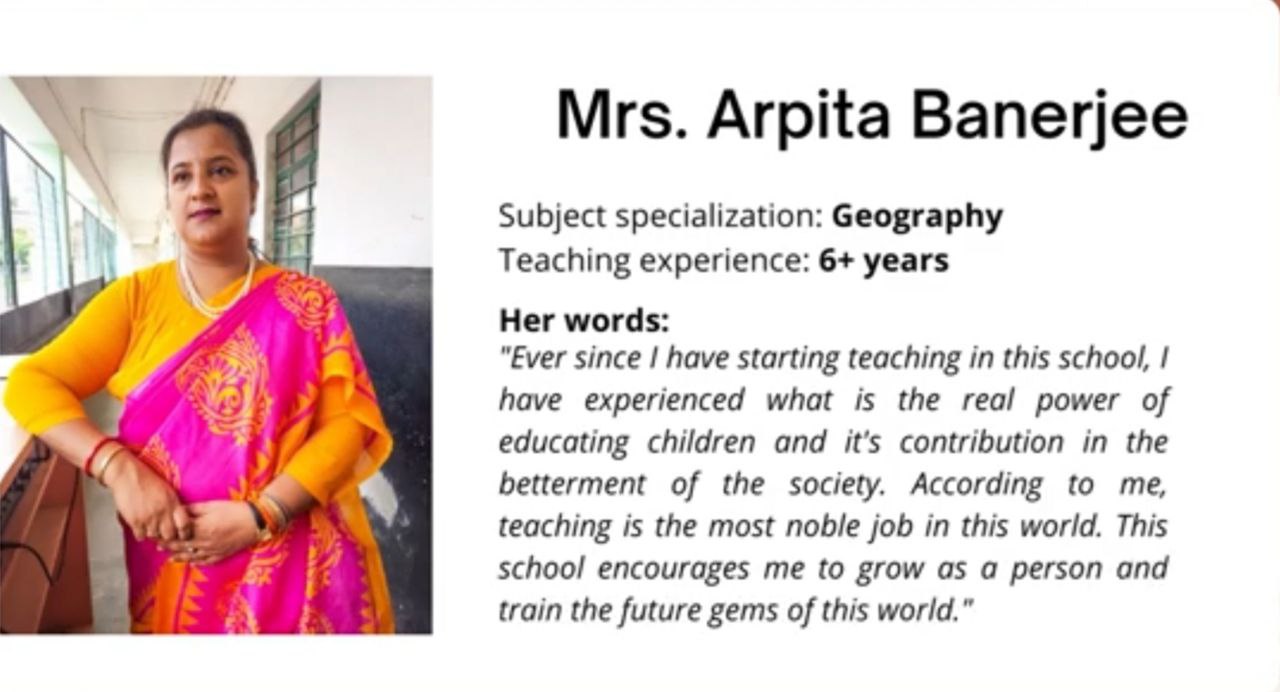 Mrs. Arpita Banerjee
Subject specialization: Geography
Teaching experience: 6+ years
Her words:
"Ever since I have starting teaching in this school, I
have experienced what is the real power of
educating children and it's contribution in the
betterment of the society. According to me,
teaching is the most noble job in this world. This
school encourages me to grow as a person and
train the future gems of this world."